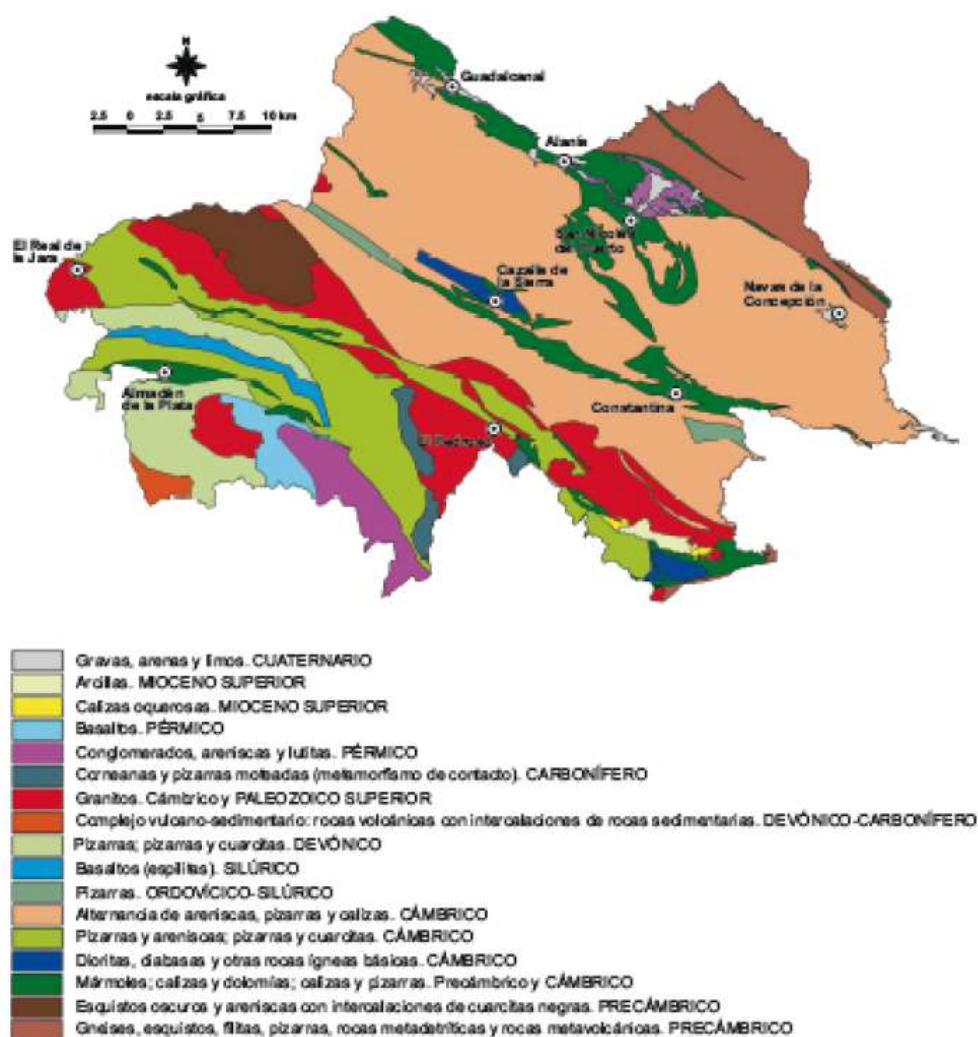 N
escala gráfica
2.5 0 2.5 5 7.5 10 km
Guadalcanal
Alanís
San Nicolás
del Puerto
El Real de
la Jara
Cazalla de
la Sierra
Navas de la
Concepción
Almadén
de la Plata
Constantina
El Pedroso
Gravas, arenas y limos. CUATERNARIO
Arcillas. MIOCENO SUPERIOR
Calizas oquerosas. MIOCENO SUPERIOR
Basaltos. PÉRMICO
Conglomerados, areniscas y lutitas. PÉRMICO
Corneanas y pizarras moteadas (metamorfismo de contacto). CARBONÍFERO
Granitos. Cámbrico y PALEOZOICO SUPERIOR
Complejo vulcano-sedimentario: rocas volcánicas con intercalaciones de rocas sedimentarias. DEVÓNICO-CARBONÍFERO
Pizarras; pizarras y cuarcitas. DEVÓNICO
Basaltos (espilitas). SILÚRICO
Pizarras. ORDOVÍCICO-SILÚRICO
Alternancia de areniscas, pizarras y calizas. CÁMBRICO
Pizarras y areniscas; pizarras y cuarcitas. CÁMBRICO
Dioritas, diabasas y otras rocas ígneas básicas. CÁMBRICO
Mármoles; calizas y dolomías; calizas y pizarras. Precámbrico y CÁMBRICO
Esquistos oscuros y areniscas con intercalaciones de cuarcitas negras. PRECÁMBRICO
Gneises, esquistos, filitas, pizarras, rocas metadetríticas y rocas metavolcánicas. PRECÁMBRICO